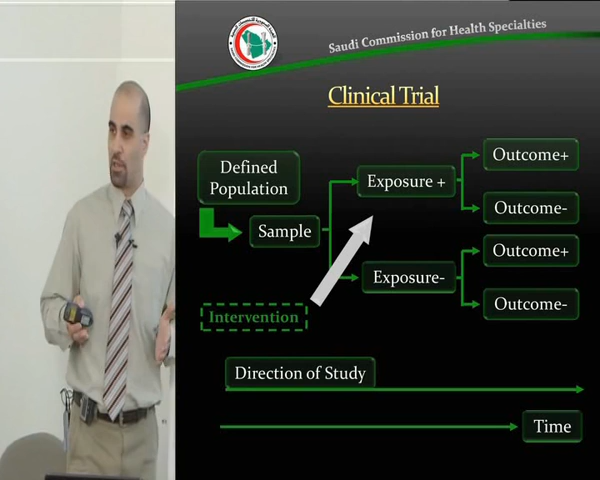 Saudi Commission for Health Specialties
Clinical Trial
Defined
Population
Sample
Exposure +
Exposure-
Outcome+
Outcome-
Outcome+
Outcome-
Intervention
Direction of Study
Time